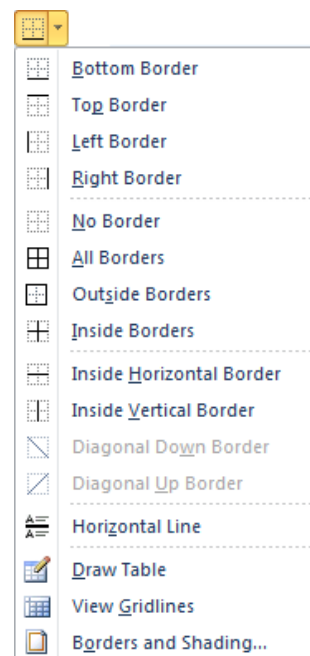 Bottom Border
Top Border
Left Border
Right Border
No Border
All Borders
Outside Borders
Inside Borders
Inside Horizontal Border
Inside Vertical Border
Diagonal Down Border
Diagonal Up Border
Horizontal Line
Draw Table
View Gridlines
Borders and Shading...